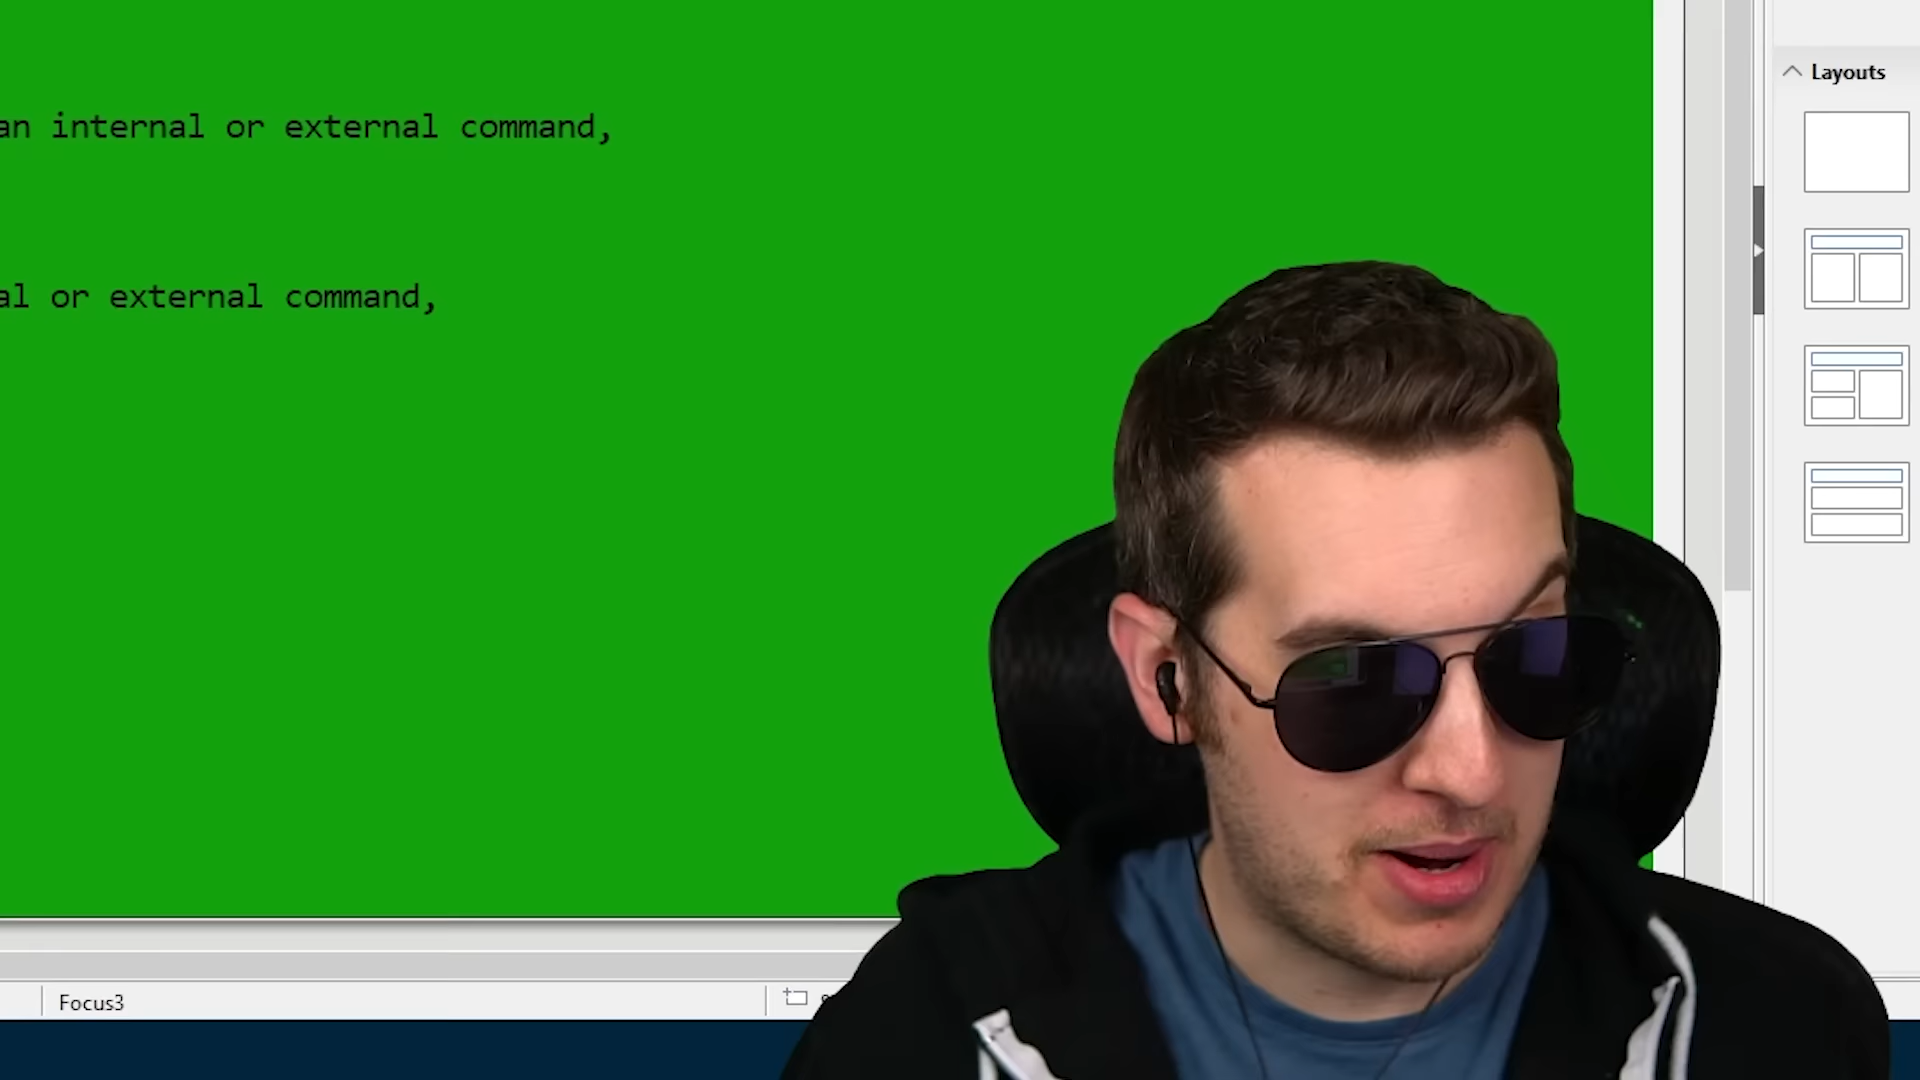 Layouts
an internal or external command,
al or external command,
Focus3